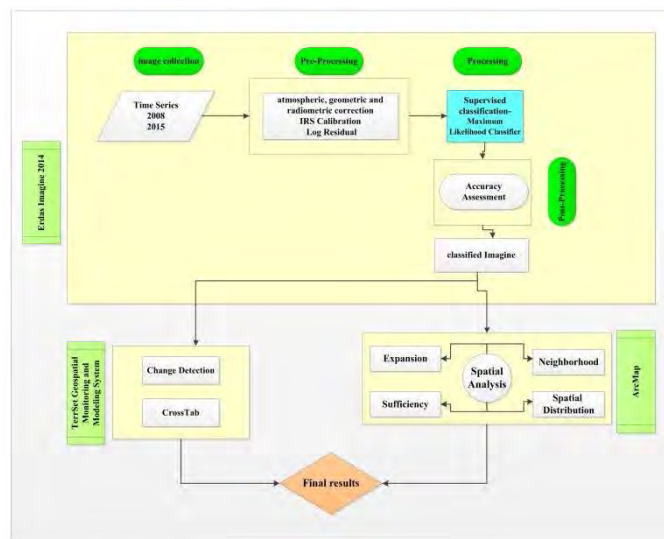 image collection
Pre-Processing
Processing
Time Series
2008
2015
atmospheric, geometric and
radiometric correction
IRS Calibration
Log Residual
Supervised
classification-
Maximum
Likelihood Classifier
Erdas Imagine 2014
Accuracy
Assessment
Post-Processing
classified Imagine
TerrSet Geospatial
Monitoring and
Modeling System
Change Detection
CrossTab
Expansion
Neighborhood
Spatial
Analysis
Sufficiency
Spatial
Distribution
ArcMap
Final results